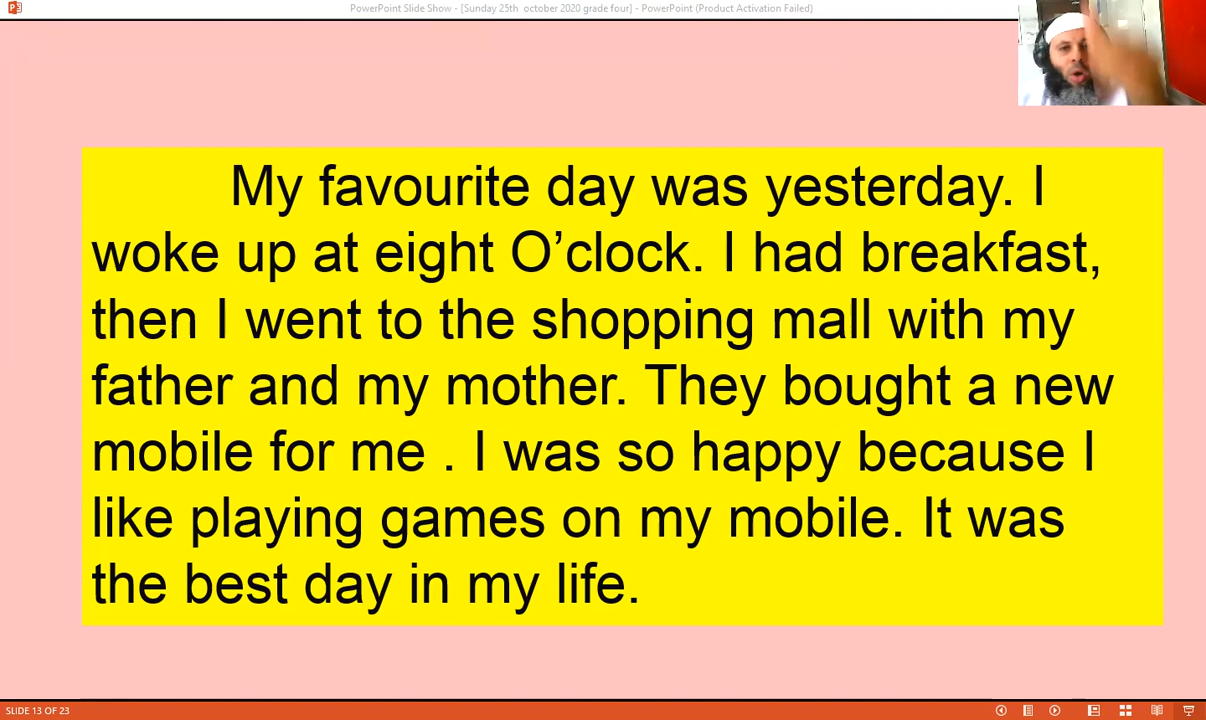 PowerPoint Slide Show - [Sunday 25th  october 2020 grade four] - PowerPoint (Product Activation Failed)
My favourite day was yesterday. I
woke up at eight O’clock. I had breakfast,
then I went to the shopping mall with my
father and my mother. They bought a new
mobile for me . I was so happy because I
like playing games on my mobile. It was
the best day in my life.
SLIDE 13 OF 23